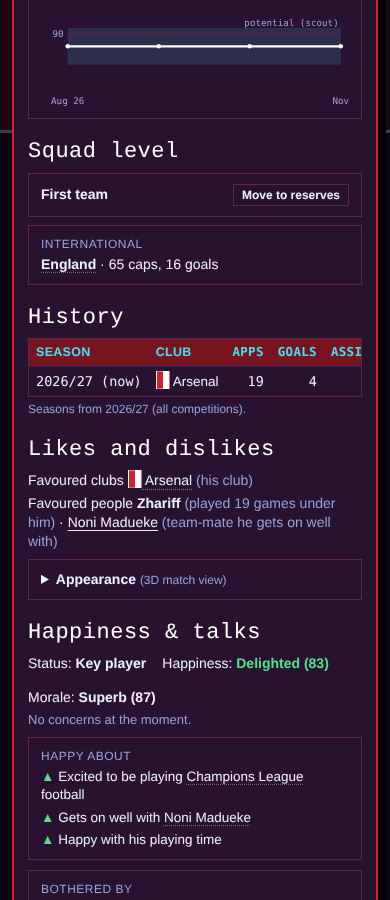 potential (scout)
90
Aug 26 Nov
Squad level
First team Move to reserves
INTERNATIONAL
England · 65 caps, 16 goals
History
SEASON CLUB APPS GOALS ASSI
2026/27 (now) Arsenal 19 4
Seasons from 2026/27 (all competitions).
Likes and dislikes
Favoured clubs Arsenal (his club)
Favoured people Zhariff (played 19 games under
him) · Noni Madueke (team-mate he gets on well
with)
▶ Appearance (3D match view)
Happiness & talks
Status: Key player Happiness: Delighted (83)
Morale: Superb (87)
No concerns at the moment.
HAPPY ABOUT
▲ Excited to be playing Champions League
football
▲ Gets on well with Noni Madueke
▲ Happy with his playing time
BOTHERED BY